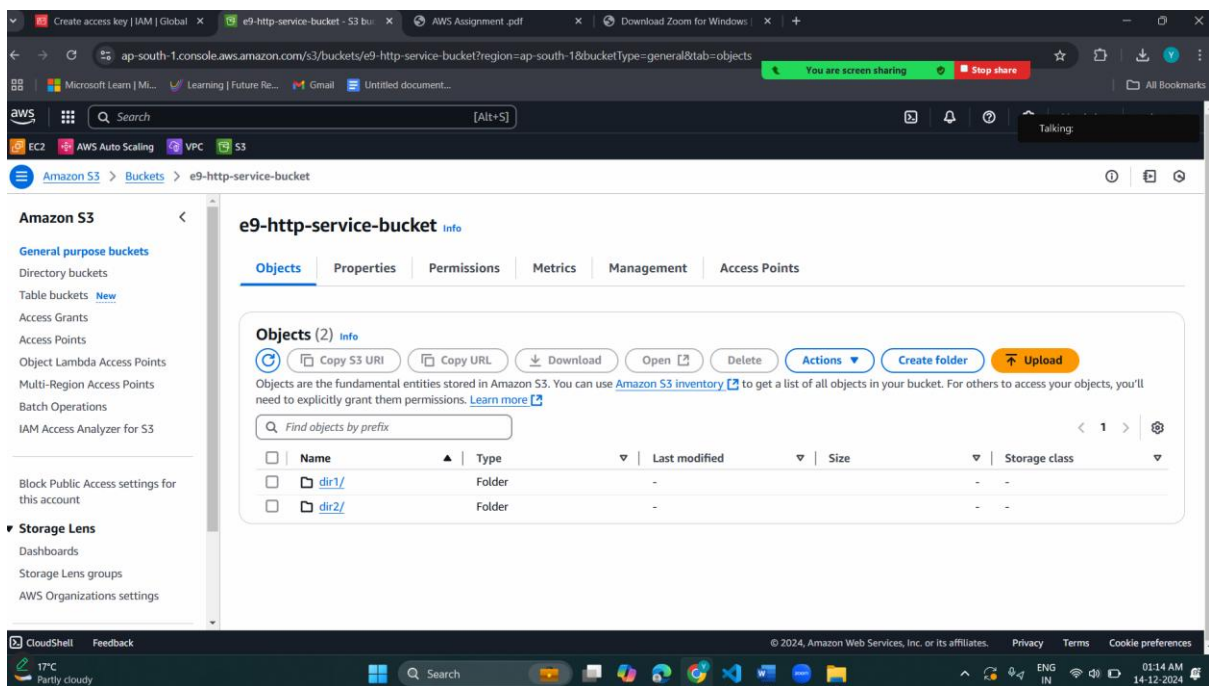 Create access key | IAM | Global
e9-http-service-bucket - S3 buc
AWS Assignment .pdf
Download Zoom for Windows |
ap-south-1.console.aws.amazon.com/s3/buckets/e9-http-service-bucket?region=ap-south-1&bucketType=general&tab=objects
You are screen sharing
Stop share
Microsoft Learn | Mi...
Learning | Future Re...
Gmail
Untitled document...
All Bookmarks
aws
Search
[Alt+S]
Talking:
EC2
AWS Auto Scaling
VPC
S3
Amazon S3 > Buckets > e9-http-service-bucket
Amazon S3
General purpose buckets
Directory buckets
Table buckets New
Access Grants
Access Points
Object Lambda Access Points
Multi-Region Access Points
Batch Operations
IAM Access Analyzer for S3
Block Public Access settings for
this account
Storage Lens
Dashboards
Storage Lens groups
AWS Organizations settings
e9-http-service-bucket Info
Objects
Properties
Permissions
Metrics
Management
Access Points
Objects (2) Info
Copy S3 URI
Copy URL
Download
Open
Delete
Actions
Create folder
Upload
Objects are the fundamental entities stored in Amazon S3. You can use Amazon S3 inventory to get a list of all objects in your bucket. For others to access your objects, you'll
need to explicitly grant them permissions. Learn more
Find objects by prefix
1
Name Type Last modified Size Storage class
dir1/ Folder - - -
dir2/ Folder - - -
CloudShell Feedback
© 2024, Amazon Web Services, Inc. or its affiliates. Privacy Terms Cookie preferences
17°C
Partly cloudy
Search
ENG
IN
01:14 AM
14-12-2024